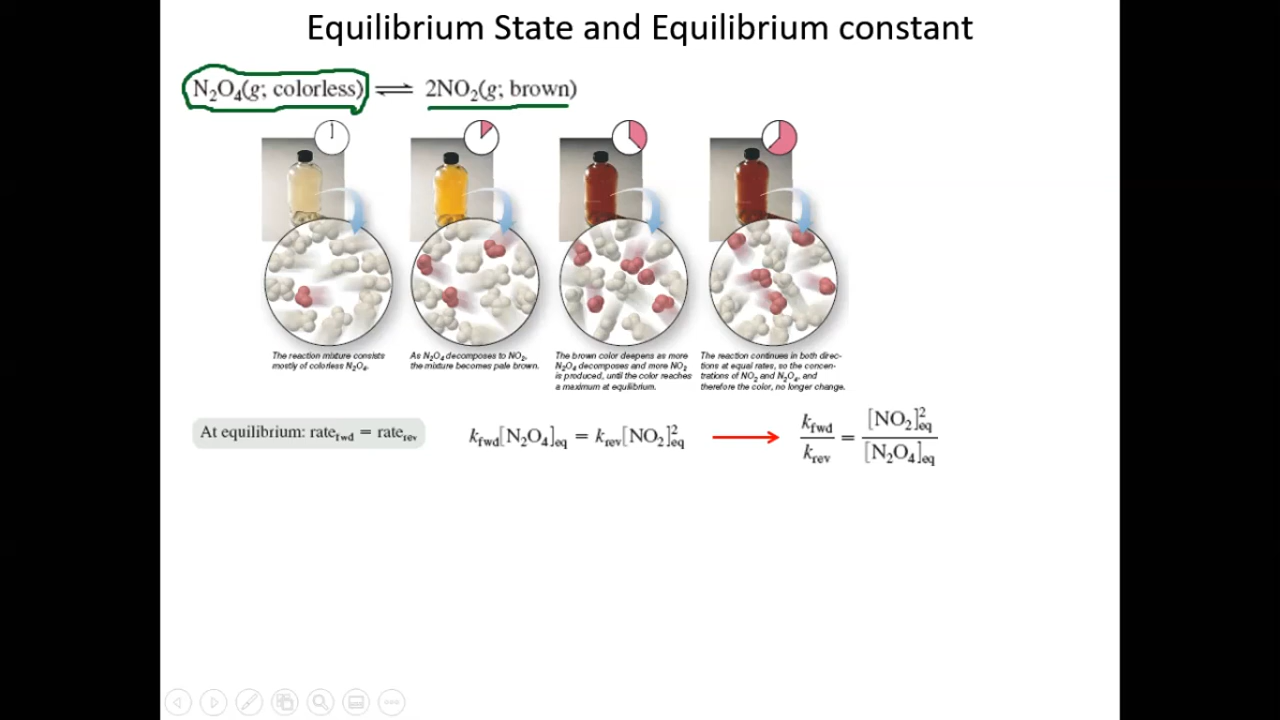 Equilibrium State and Equilibrium constant
N₂O₄(g; colorless) ⇌ 2NO₂(g; brown)
The reaction mixture consists
mostly of colorless N₂O₄.
As N₂O₄ decomposes to NO₂,
the mixture becomes pale brown.
The brown color deepens as more
N₂O₄ decomposes and more NO₂
is produced, until the color reaches
a maximum at equilibrium.
The reaction continues in both direc-
tions at equal rates, so the concen-
trations of NO₂ and N₂O₄, and
therefore the color, no longer change.
At equilibrium: rate_fwd = rate_rev
k_fwd[N₂O₄]_eq = k_rev[NO₂]²_eq → k_fwd/k_rev = [NO₂]²_eq/[N₂O₄]_eq